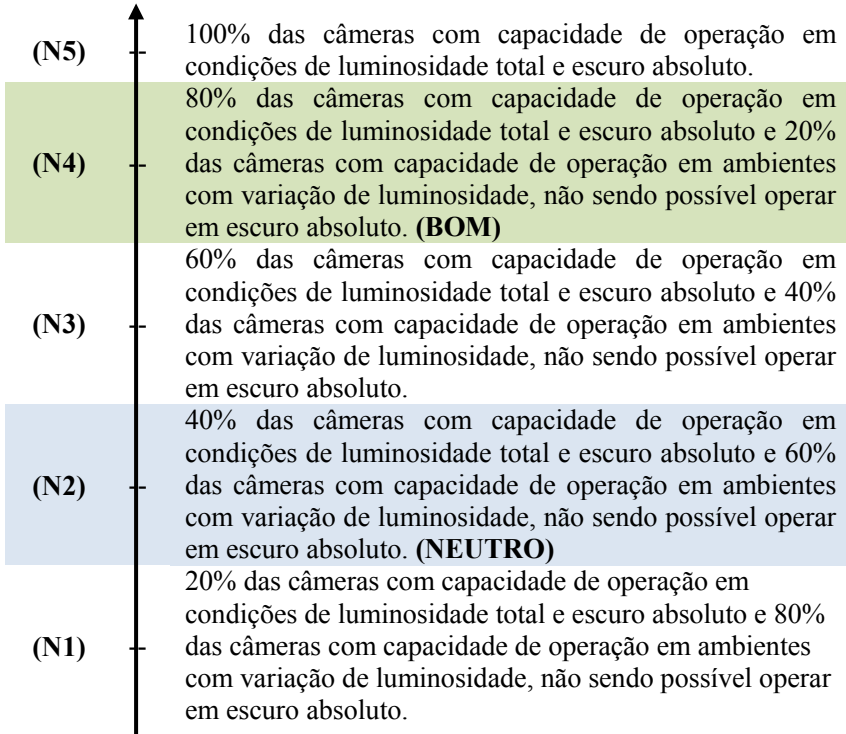 (N5)
100% das câmeras com capacidade de operação em
condições de luminosidade total e escuro absoluto.
(N4)
80% das câmeras com capacidade de operação em
condições de luminosidade total e escuro absoluto e 20%
das câmeras com capacidade de operação em ambientes
com variação de luminosidade, não sendo possível operar
em escuro absoluto. (BOM)
(N3)
60% das câmeras com capacidade de operação em
condições de luminosidade total e escuro absoluto e 40%
das câmeras com capacidade de operação em ambientes
com variação de luminosidade, não sendo possível operar
em escuro absoluto.
(N2)
40% das câmeras com capacidade de operação em
condições de luminosidade total e escuro absoluto e 60%
das câmeras com capacidade de operação em ambientes
com variação de luminosidade, não sendo possível operar
em escuro absoluto. (NEUTRO)
(N1)
20% das câmeras com capacidade de operação em
condições de luminosidade total e escuro absoluto e 80%
das câmeras com capacidade de operação em ambientes
com variação de luminosidade, não sendo possível operar
em escuro absoluto.